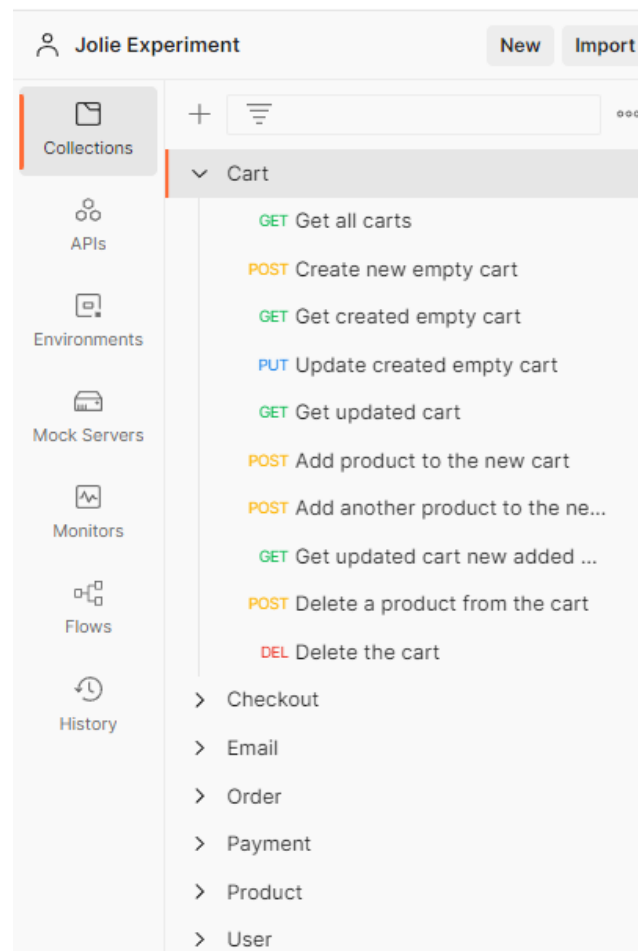 Jolie Experiment
New
Import
Collections
APIs
Environments
Mock Servers
Monitors
Flows
History
Cart
GET Get all carts
POST Create new empty cart
GET Get created empty cart
PUT Update created empty cart
GET Get updated cart
POST Add product to the new cart
POST Add another product to the ne...
GET Get updated cart new added ...
POST Delete a product from the cart
DEL Delete the cart
Checkout
Email
Order
Payment
Product
User